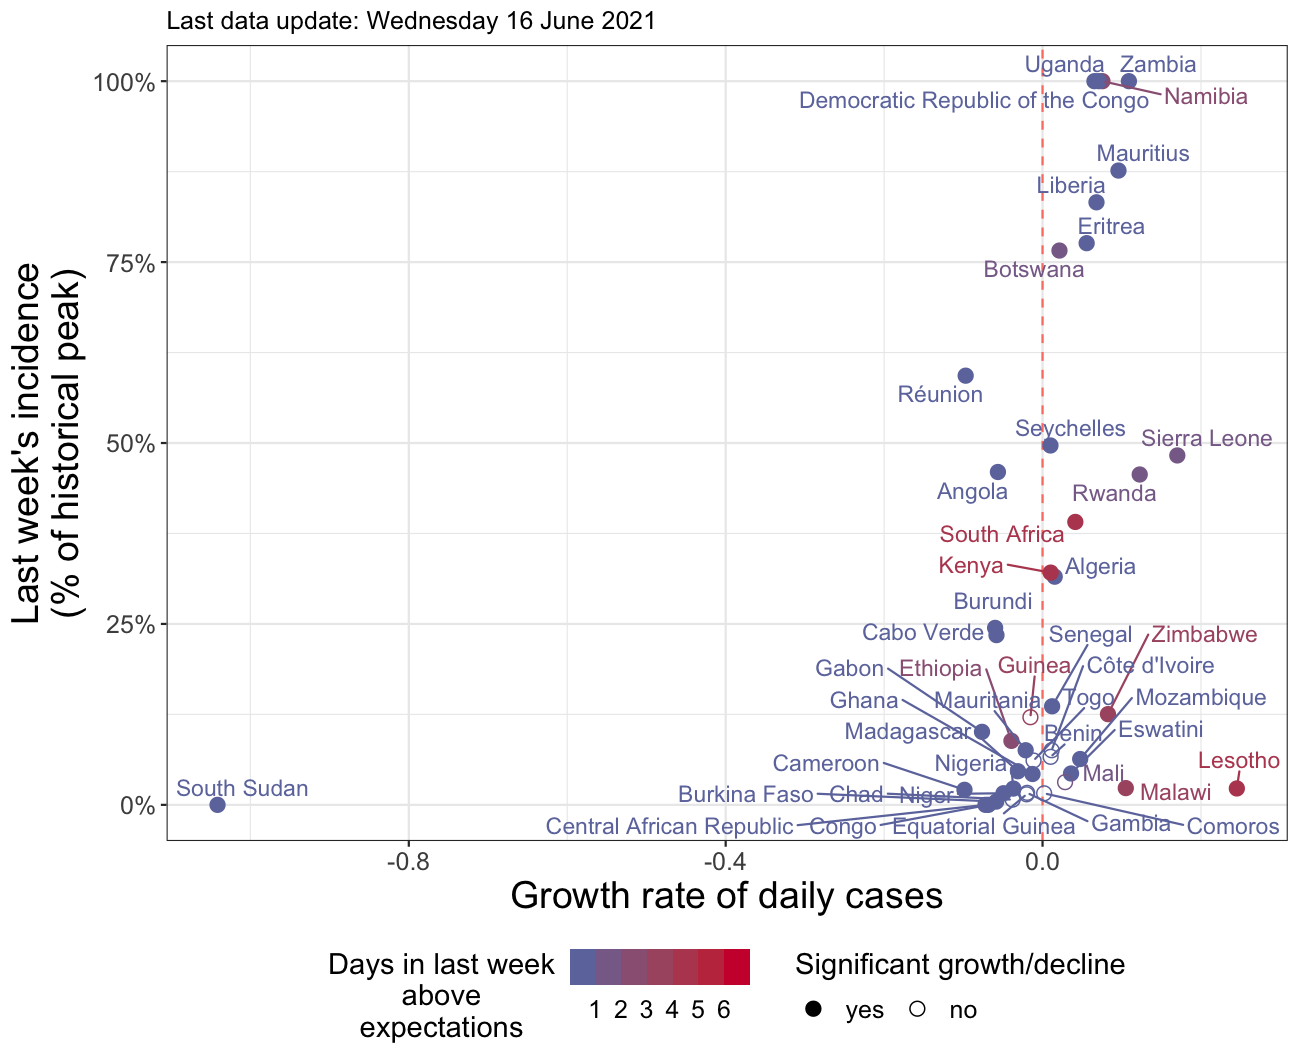 Last data update: Wednesday 16 June 2021
Last week's incidence
(% of historical peak)
100%
75%
50%
25%
0%
Uganda
Zambia
Democratic Republic of the Congo
Namibia
Mauritius
Liberia
Eritrea
Botswana
Réunion
Seychelles
Sierra Leone
Angola
Rwanda
South Africa
Kenya
Algeria
Burundi
Cabo Verde
Senegal
Zimbabwe
Gabon
Ethiopia
Guinea
Côte d'Ivoire
Ghana
Mauritania
Togo
Mozambique
Madagascar
Benin
Eswatini
Cameroon
Nigeria
Mali
Lesotho
South Sudan
Burkina Faso
Chad
Niger
Malawi
Central African Republic
Congo
Equatorial Guinea
Gambia
Comoros
-0.8
-0.4
0.0
Growth rate of daily cases
Days in last week
above
expectations
1 2 3 4 5 6
Significant growth/decline
yes
no